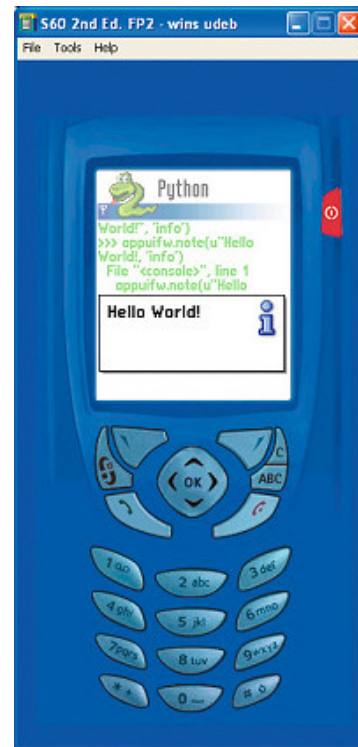 S60 2nd Ed. FP2 - wins udeb
File Tools Help
Python
World!", 'info')
>>> appuifw.note(u"Hello
World!, 'info')
File "<console>", line 1
appuifw.note(u"Hello
Hello World!
C
OK
ABC
2 abc
3 def
4 ghi
5 jkl
6 mno
7 pqrs
8 tuv
9 wxyz
* +
0
#